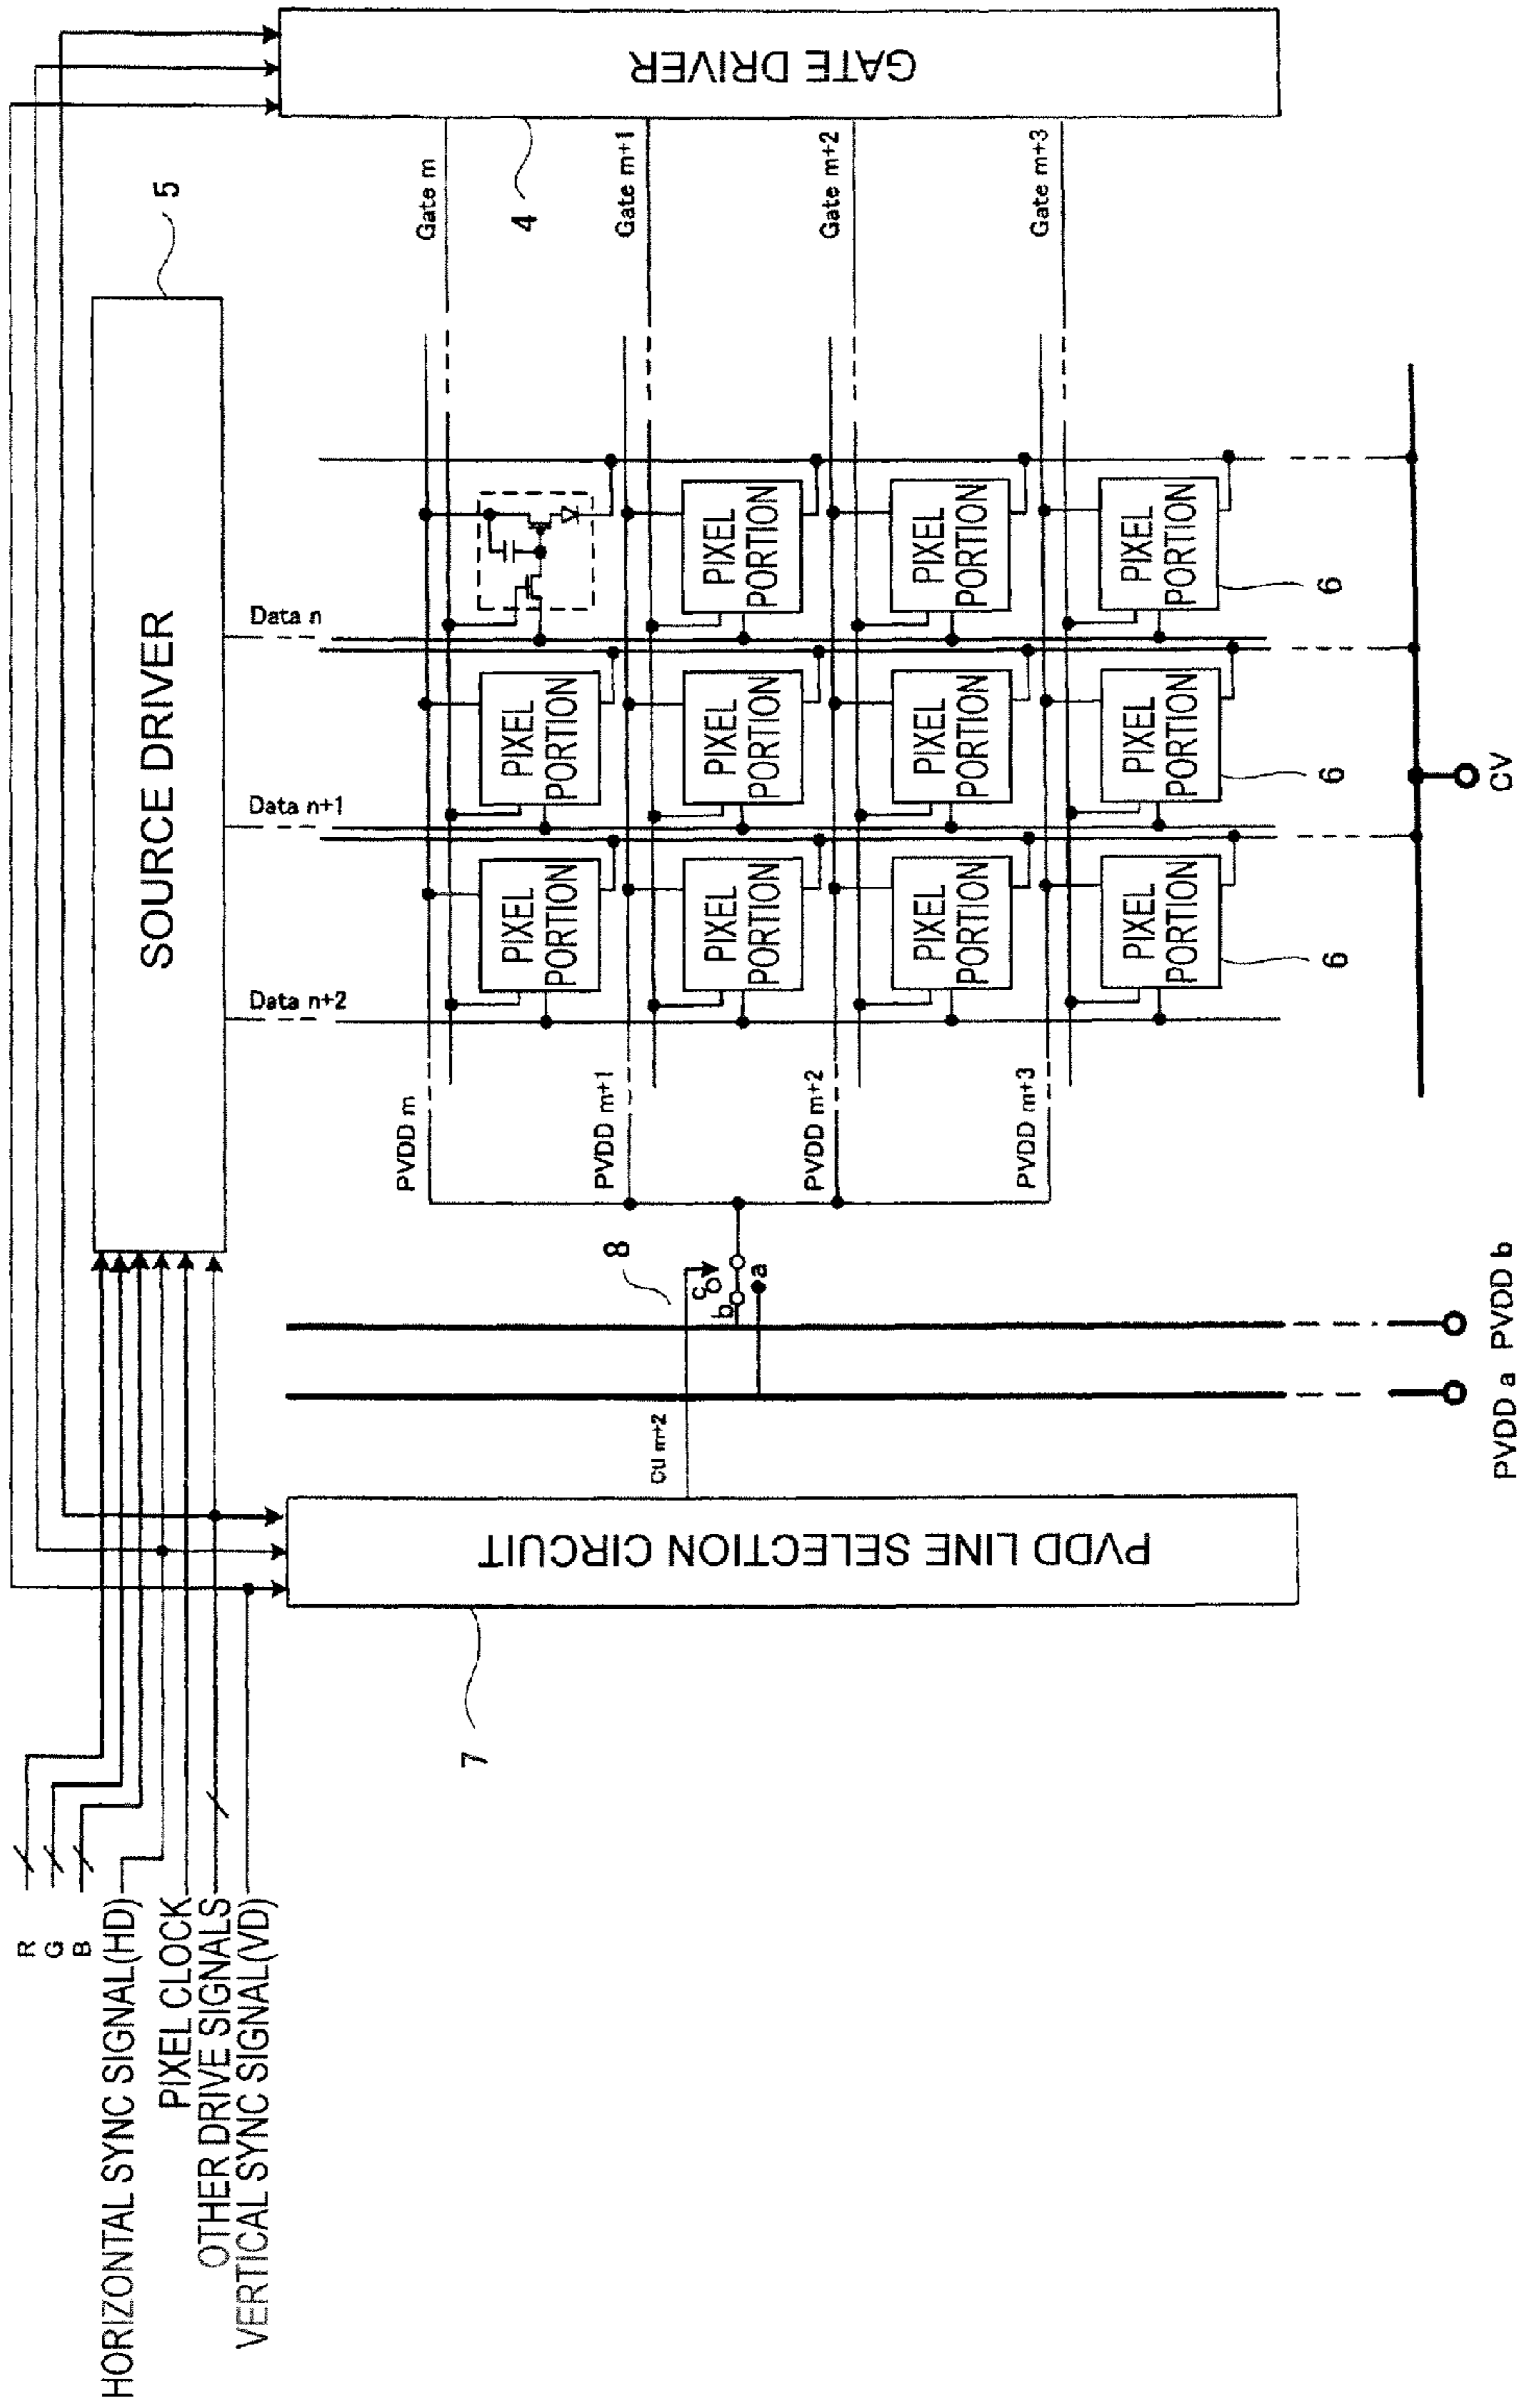 R
G
B
HORIZONTAL SYNC SIGNAL(HD)
PIXEL CLOCK
OTHER DRIVE SIGNALS
VERTICAL SYNC SIGNAL(VD)
SOURCE DRIVER
5
GATE DRIVER
4
PVDD LINE SELECTION CIRCUIT
7
Ctl m+2
8
c
b
a
Data n+2
Data n+1
Data n
PVDD m
Gate m
PIXEL
PORTION
PIXEL
PORTION
PVDD m+1
Gate m+1
PIXEL
PORTION
PIXEL
PORTION
PIXEL
PORTION
PVDD m+2
Gate m+2
PIXEL
PORTION
PIXEL
PORTION
PIXEL
PORTION
PVDD m+3
Gate m+3
PIXEL
PORTION
PIXEL
PORTION
PIXEL
PORTION
6
6
6
PVDD a
PVDD b
CV